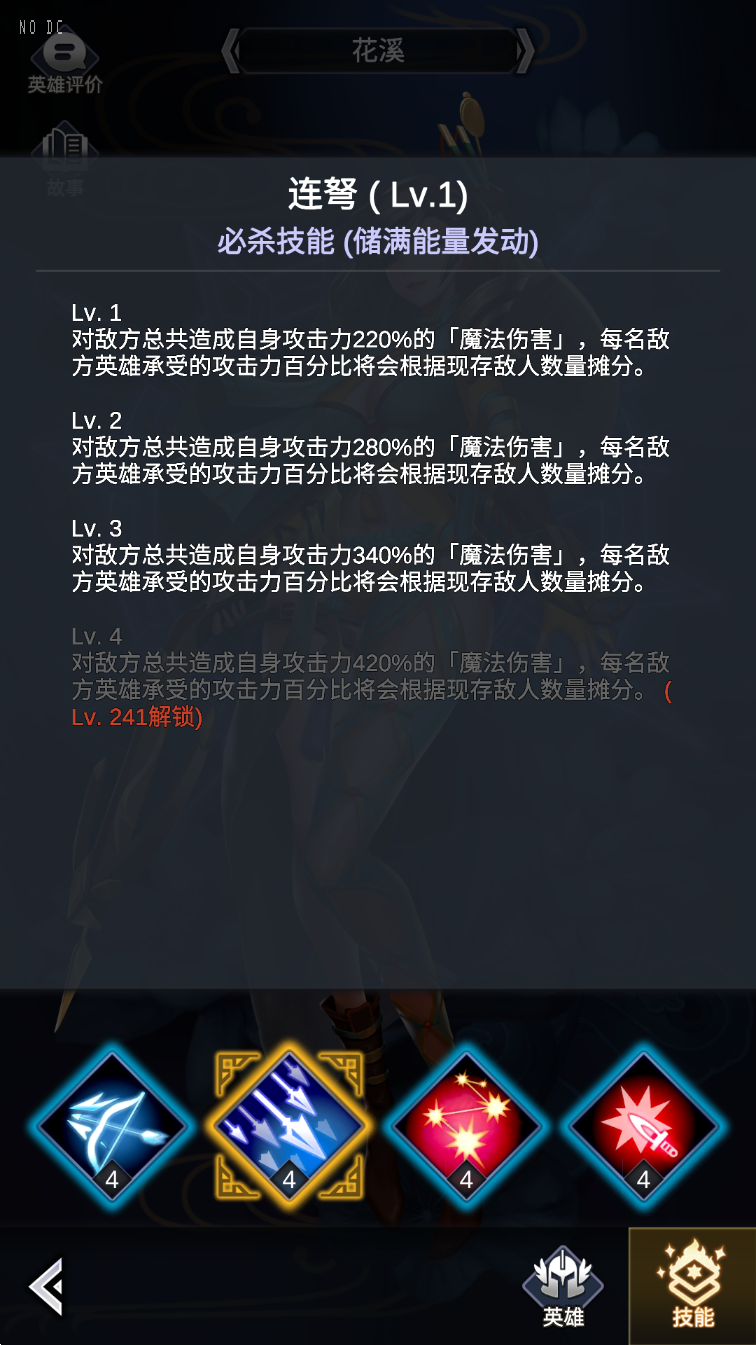 NO DC
花溪
英雄评价
故事
连弩 ( Lv.1)
必杀技能 (储满能量发动)
Lv. 1
对敌方总共造成自身攻击力220%的「魔法伤害」，每名敌
方英雄承受的攻击力百分比将会根据现存敌人数量摊分。
Lv. 2
对敌方总共造成自身攻击力280%的「魔法伤害」，每名敌
方英雄承受的攻击力百分比将会根据现存敌人数量摊分。
Lv. 3
对敌方总共造成自身攻击力340%的「魔法伤害」，每名敌
方英雄承受的攻击力百分比将会根据现存敌人数量摊分。
Lv. 4
对敌方总共造成自身攻击力420%的「魔法伤害」，每名敌
方英雄承受的攻击力百分比将会根据现存敌人数量摊分。 (
Lv. 241解锁)
4
4
4
4
英雄
技能